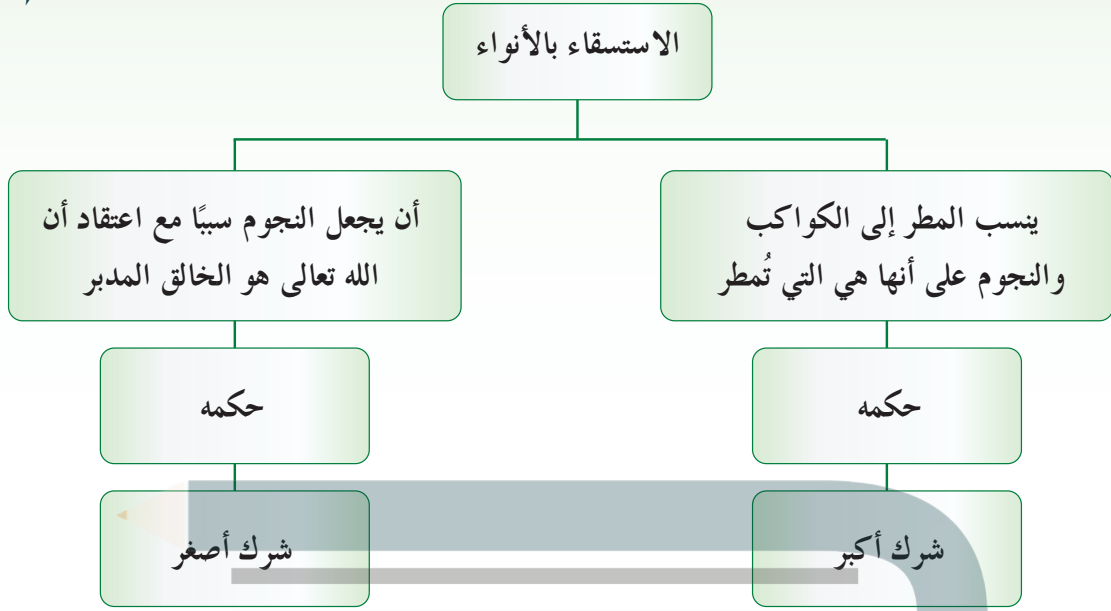 الاستسقاء بالأنواء
ينسب المطر إلى الكواكب
والنجوم على أنها هي التي تُمطر
أن يجعل النجوم سببًا مع اعتقاد أن
الله تعالى هو الخالق المدبر
حكمه
حكمه
شرك أكبر
شرك أصغر